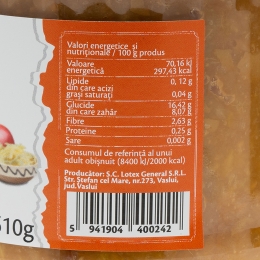 Valori energetice și
nutriționale / 100 g produs
Valoare 70,16 kj
energetică 297,43 kcal
Lipide 0, 12 g
din care acizi
grași saturați 0,04 g
Glucide 16,42 g
din care zahăr 8,07 g
Fibre 2,63 g
Proteine 0,25 g
Sare 0,002 g
Consumul de referință al unui
adult obișnuit (8400 kJ/2000 kcal)
Producător: S.C. Lotex General S.R.L.
Str. Ștefan cel Mare, nr.273, Vaslui,
jud.Vaslui
510g
5 941904 400242 >